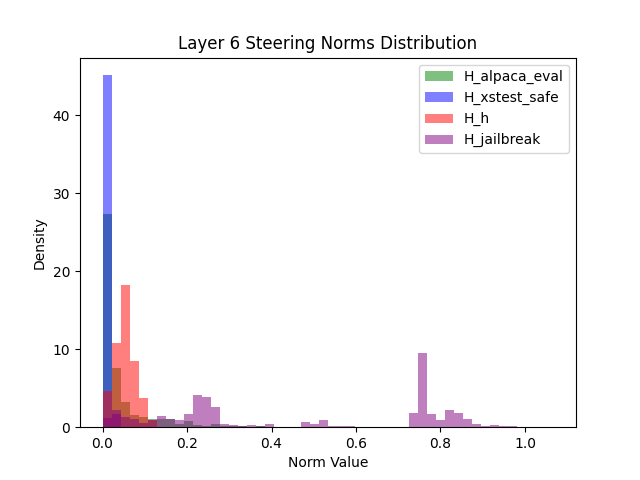 Layer 6 Steering Norms Distribution
H_alpaca_eval
H_xstest_safe
H_h
H_jailbreak
Density
40
30
20
10
0
0.0 0.2 0.4 0.6 0.8 1.0
Norm Value